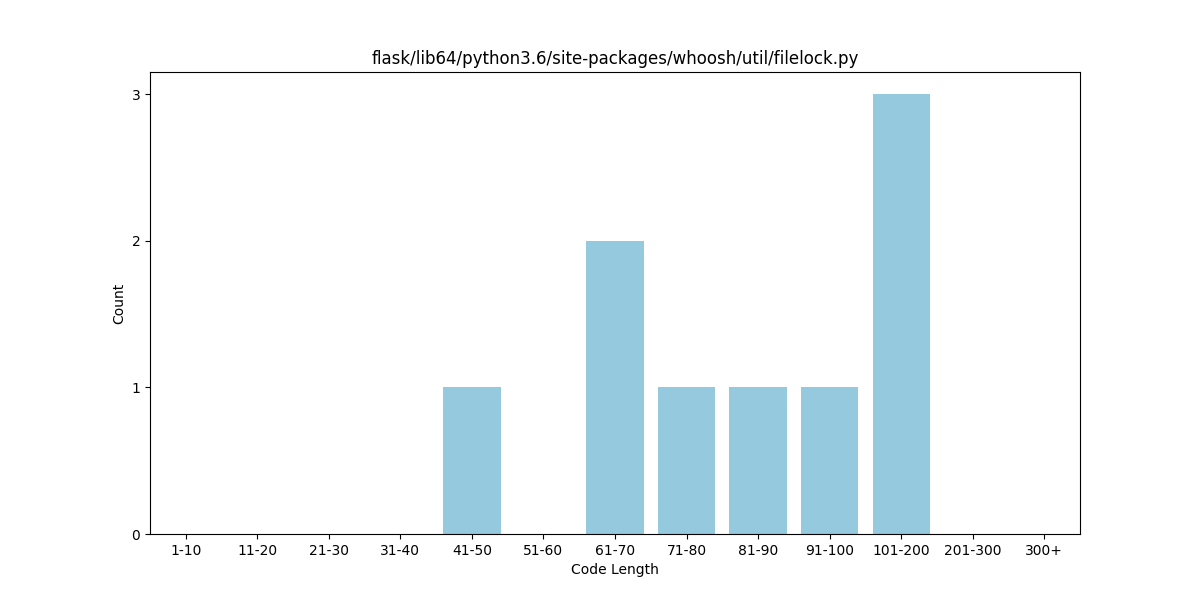 flask/lib64/python3.6/site-packages/whoosh/util/filelock.py
3
2
1
0
Count
1-10 11-20 21-30 31-40 41-50 51-60 61-70 71-80 81-90 91-100 101-200 201-300 300+
Code Length